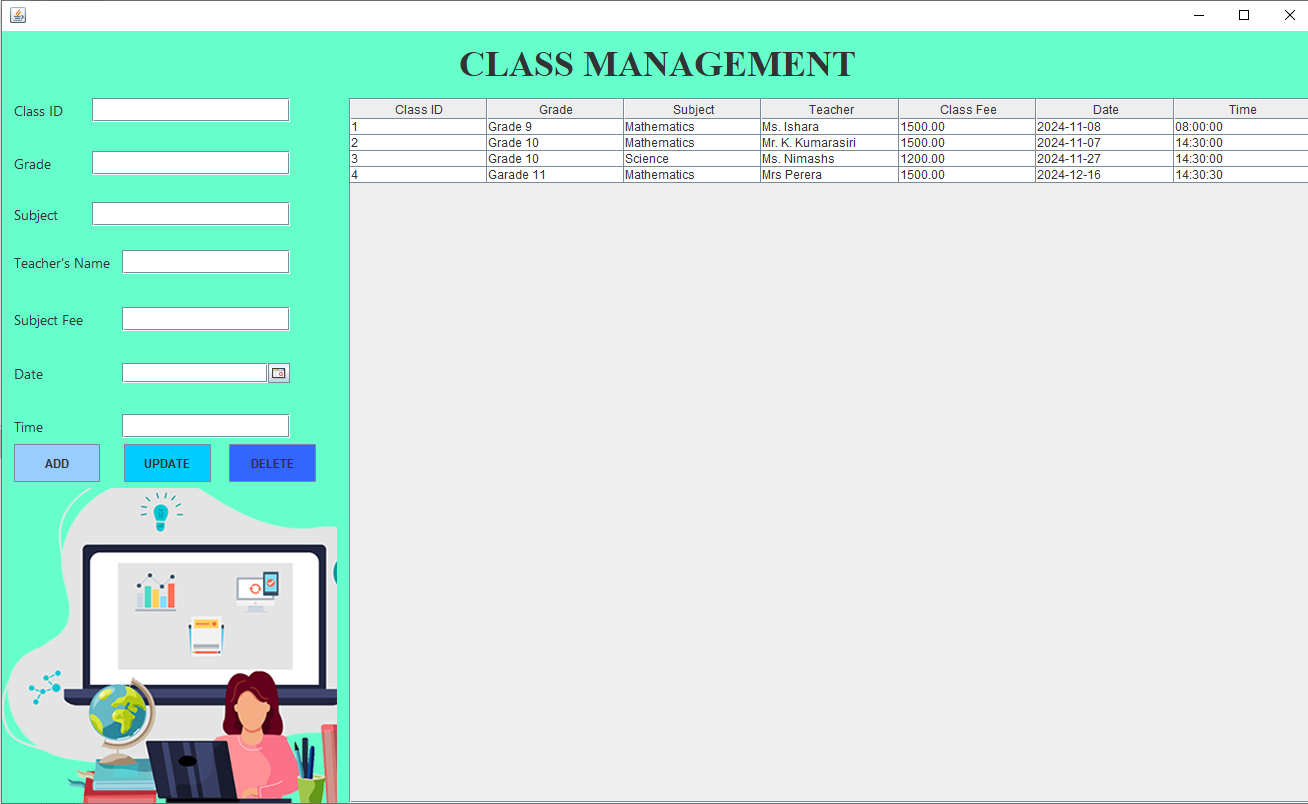 CLASS MANAGEMENT
Class ID
Grade
Subject
Teacher's Name
Subject Fee
Date
Time
ADD UPDATE DELETE
Class ID Grade Subject Teacher Class Fee Date Time
1 Grade 9 Mathematics Ms. Ishara 1500.00 2024-11-08 08:00:00
2 Grade 10 Mathematics Mr. K. Kumarasiri 1500.00 2024-11-07 14:30:00
3 Grade 10 Science Ms. Nimashs 1200.00 2024-11-27 14:30:00
4 Garade 11 Mathematics Mrs Perera 1500.00 2024-12-16 14:30:30